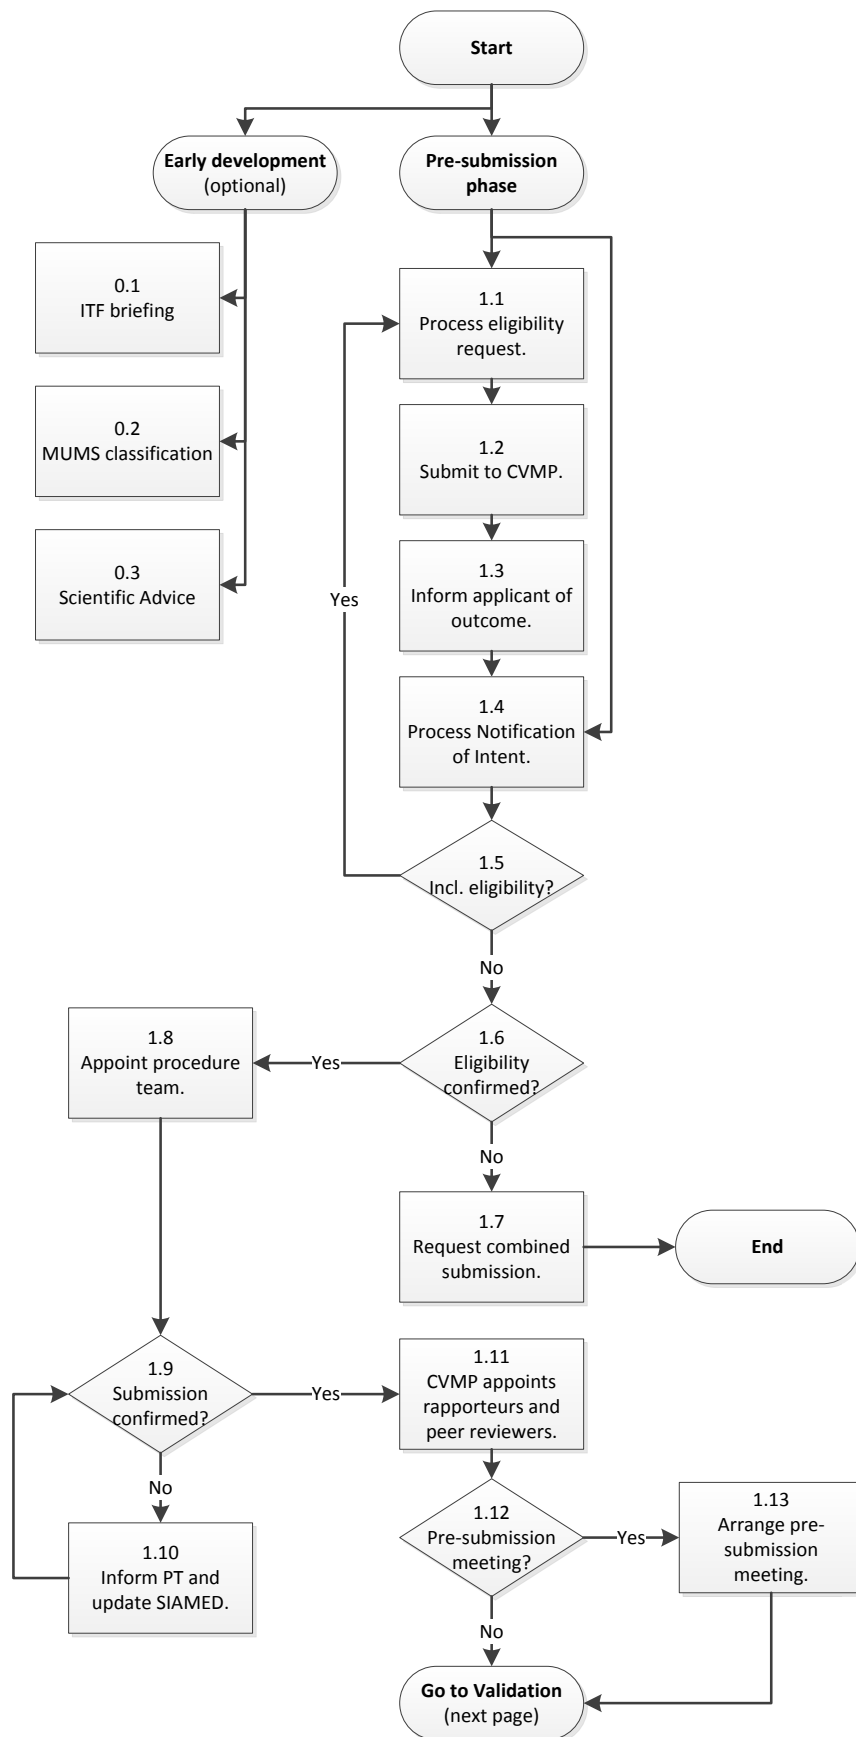 Start
Early development
(optional)
Pre-submission
phase
0.1
ITF briefing
1.1
Process eligibility
request.
0.2
MUMS classification
1.2
Submit to CVMP.
0.3
Scientific Advice
1.3
Inform applicant of
outcome.
Yes
1.4
Process Notification
of Intent.
1.5
Incl. eligibility?
No
1.8
Appoint procedure
team.
Yes
1.6
Eligibility
confirmed?
No
1.7
Request combined
submission.
End
1.9
Submission
confirmed?
Yes
1.11
CVMP appoints
rapporteurs and
peer reviewers.
No
1.10
Inform PT and
update SIAMED.
1.12
Pre-submission
meeting?
Yes
1.13
Arrange pre-
submission
meeting.
No
Go to Validation
(next page)